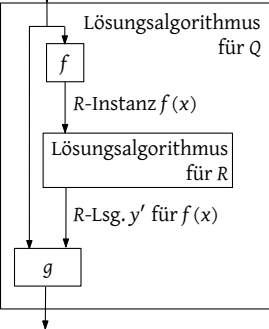 Lösungsalgorithmus
für Q
f
R-Instanz f(x)
Lösungsalgorithmus
für R
R-Lsg. y′ für f(x)
g